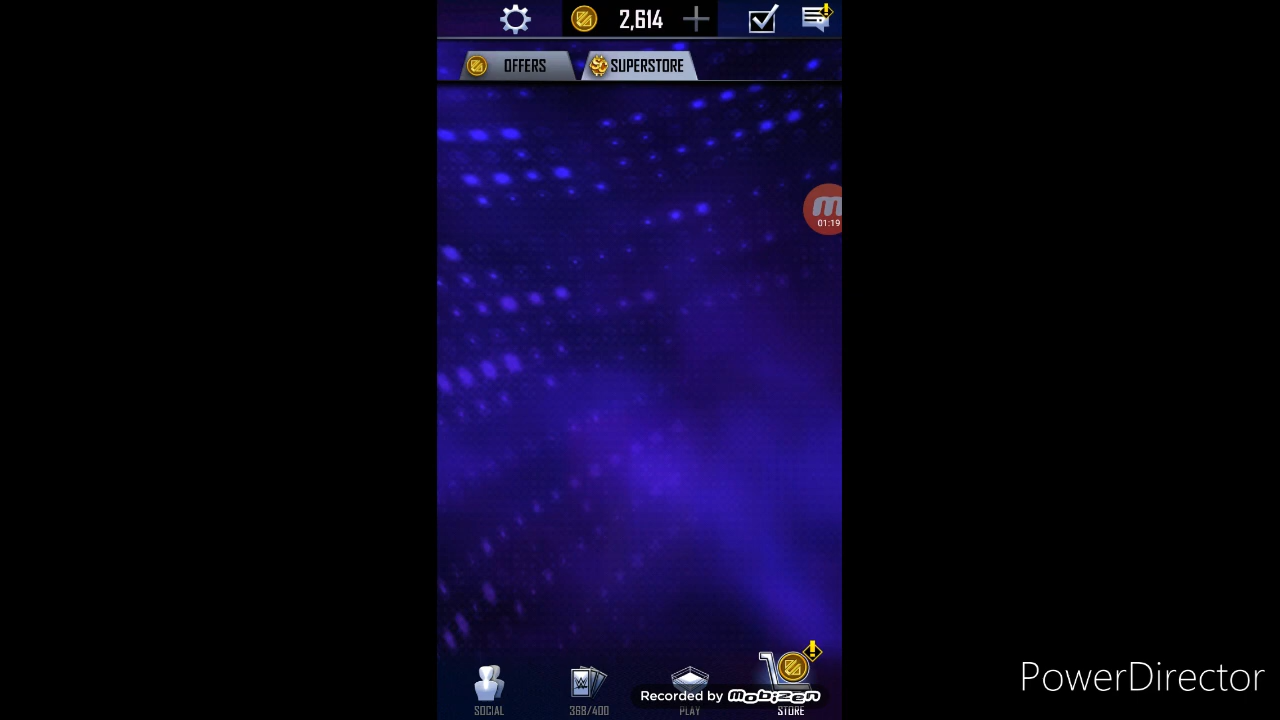 2,614
OFFERS
SUPERSTORE
01:19
SOCIAL
368/400
PLAY
STORE
Recorded by mobizen
PowerDirector